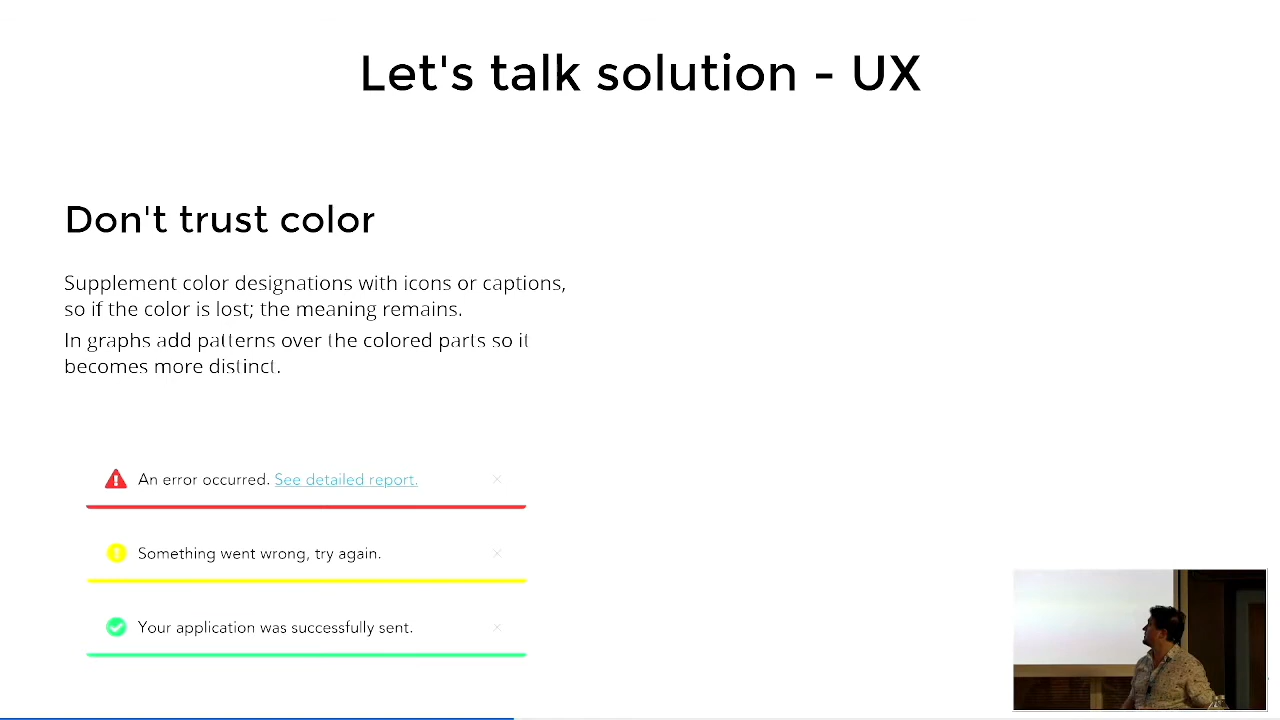 Let's talk solution - UX
Don't trust color
Supplement color designations with icons or captions,
so if the color is lost; the meaning remains.
In graphs add patterns over the colored parts so it
becomes more distinct.
An error occurred. See detailed report.
Something went wrong, try again.
Your application was successfully sent.